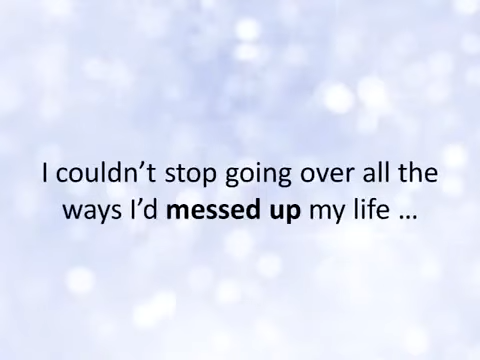 I couldn’t stop going over all the
ways I’d messed up my life …